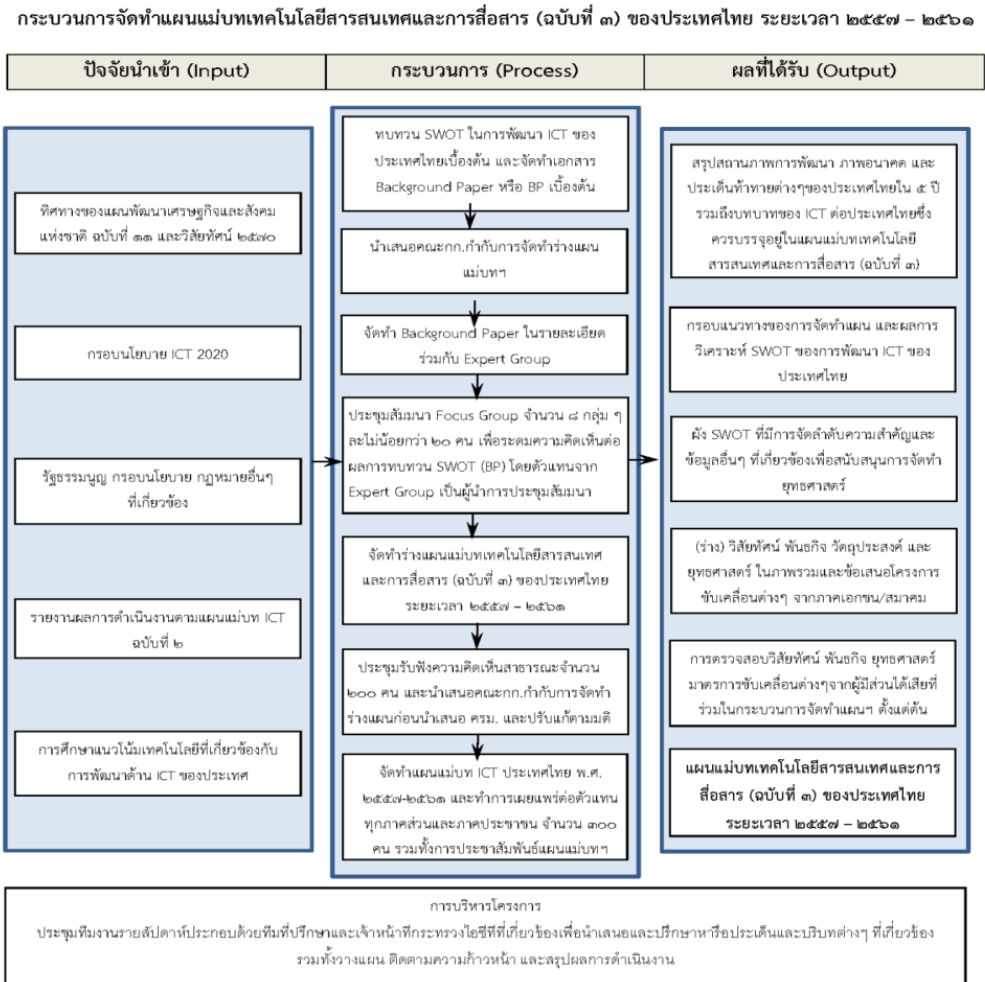 กระบวนการจัดทำแผนแม่บทเทคโนโลยีสารสนเทศและการสื่อสาร (ฉบับที่ ๓) ของประเทศไทย ระยะเวลา ๒๕๕๗ – ๒๕๖๑
ปัจจัยนำเข้า (Input)
กระบวนการ (Process)
ผลที่ได้รับ (Output)
ทิศทางของแผนพัฒนาเศรษฐกิจและสังคม
แห่งชาติ ฉบับที่ ๑๑ และวิสัยทัศน์ ๒๕๗๐
กรอบนโยบาย ICT 2020
รัฐธรรมนูญ กรอบนโยบาย กฎหมายอื่นๆ
ที่เกี่ยวข้อง
รายงานผลการดำเนินงานตามแผนแม่บท ICT
ฉบับที่ ๒
การศึกษาแนวโน้มเทคโนโลยีที่เกี่ยวข้องกับ
การพัฒนาด้าน ICT ของประเทศ
ทบทวน SWOT ในการพัฒนา ICT ของ
ประเทศไทยเบื้องต้น และจัดทำเอกสาร
Background Paper หรือ BP เบื้องต้น
นำเสนอคณะกก.กำกับการจัดทำร่างแผน
แม่บทฯ
จัดทำ Background Paper ในรายละเอียด
ร่วมกับ Expert Group
ประชุมสัมมนา Focus Group จำนวน ๘ กลุ่ม ๆ
ละไม่น้อยกว่า ๒๐ คน เพื่อระดมความคิดเห็นต่อ
ผลการทบทวน SWOT (BP) โดยตัวแทนจาก
Expert Group เป็นผู้นำการประชุมสัมมนา
จัดทำร่างแผนแม่บทเทคโนโลยีสารสนเทศ
และการสื่อสาร (ฉบับที่ ๓) ของประเทศไทย
ระยะเวลา ๒๕๕๗ – ๒๕๖๑
ประชุมรับฟังความคิดเห็นสาธารณะจำนวน
๒๐๐ คน และนำเสนอคณะกก.กำกับการจัดทำ
ร่างแผนก่อนนำเสนอ ครม. และปรับแก้ตามมติ
จัดทำแผนแม่บท ICT ประเทศไทย พ.ศ.
๒๕๕๗-๒๕๖๑ และทำการเผยแพร่ต่อตัวแทน
ทุกภาคส่วนและภาคประชาชน จำนวน ๓๐๐
คน รวมทั้งการประชาสัมพันธ์แผนแม่บทฯ
สรุปสถานภาพการพัฒนา ภาพอนาคต และ
ประเด็นท้าทายต่างๆของประเทศไทยใน ๕ ปี
รวมถึงบทบาทของ ICT ต่อประเทศไทยซึ่ง
ควรบรรจุอยู่ในแผนแม่บทเทคโนโลยี
สารสนเทศและการสื่อสาร (ฉบับที่ ๓)
กรอบแนวทางของการจัดทำแผน และผลการ
วิเคราะห์ SWOT ของการพัฒนา ICT ของ
ประเทศไทย
ผัง SWOT ที่มีการจัดลำดับความสำคัญและ
ข้อมูลอื่นๆ ที่เกี่ยวข้องเพื่อสนับสนุนการจัดทำ
ยุทธศาสตร์
(ร่าง) วิสัยทัศน์ พันธกิจ วัตถุประสงค์ และ
ยุทธศาสตร์ ในภาพรวมและข้อเสนอโครงการ
ขับเคลื่อนต่างๆ จากภาคเอกชน/สมาคม
การตรวจสอบวิสัยทัศน์ พันธกิจ ยุทธศาสตร์
มาตรการขับเคลื่อนต่างๆจากผู้มีส่วนได้เสียที่
ร่วมในกระบวนการจัดทำแผนฯ ตั้งแต่ต้น
แผนแม่บทเทคโนโลยีสารสนเทศและการ
สื่อสาร (ฉบับที่ ๓) ของประเทศไทย
ระยะเวลา ๒๕๕๗ – ๒๕๖๑
การบริหารโครงการ
ประชุมทีมงานรายสัปดาห์ประกอบด้วยทีมที่ปรึกษาและเจ้าหน้าที่กระทรวงไอซีทีที่เกี่ยวข้องเพื่อนำเสนอและปรึกษาหารือประเด็นและบริบทต่างๆ ที่เกี่ยวข้อง
รวมทั้งวางแผน ติดตามความก้าวหน้า และสรุปผลการดำเนินงาน